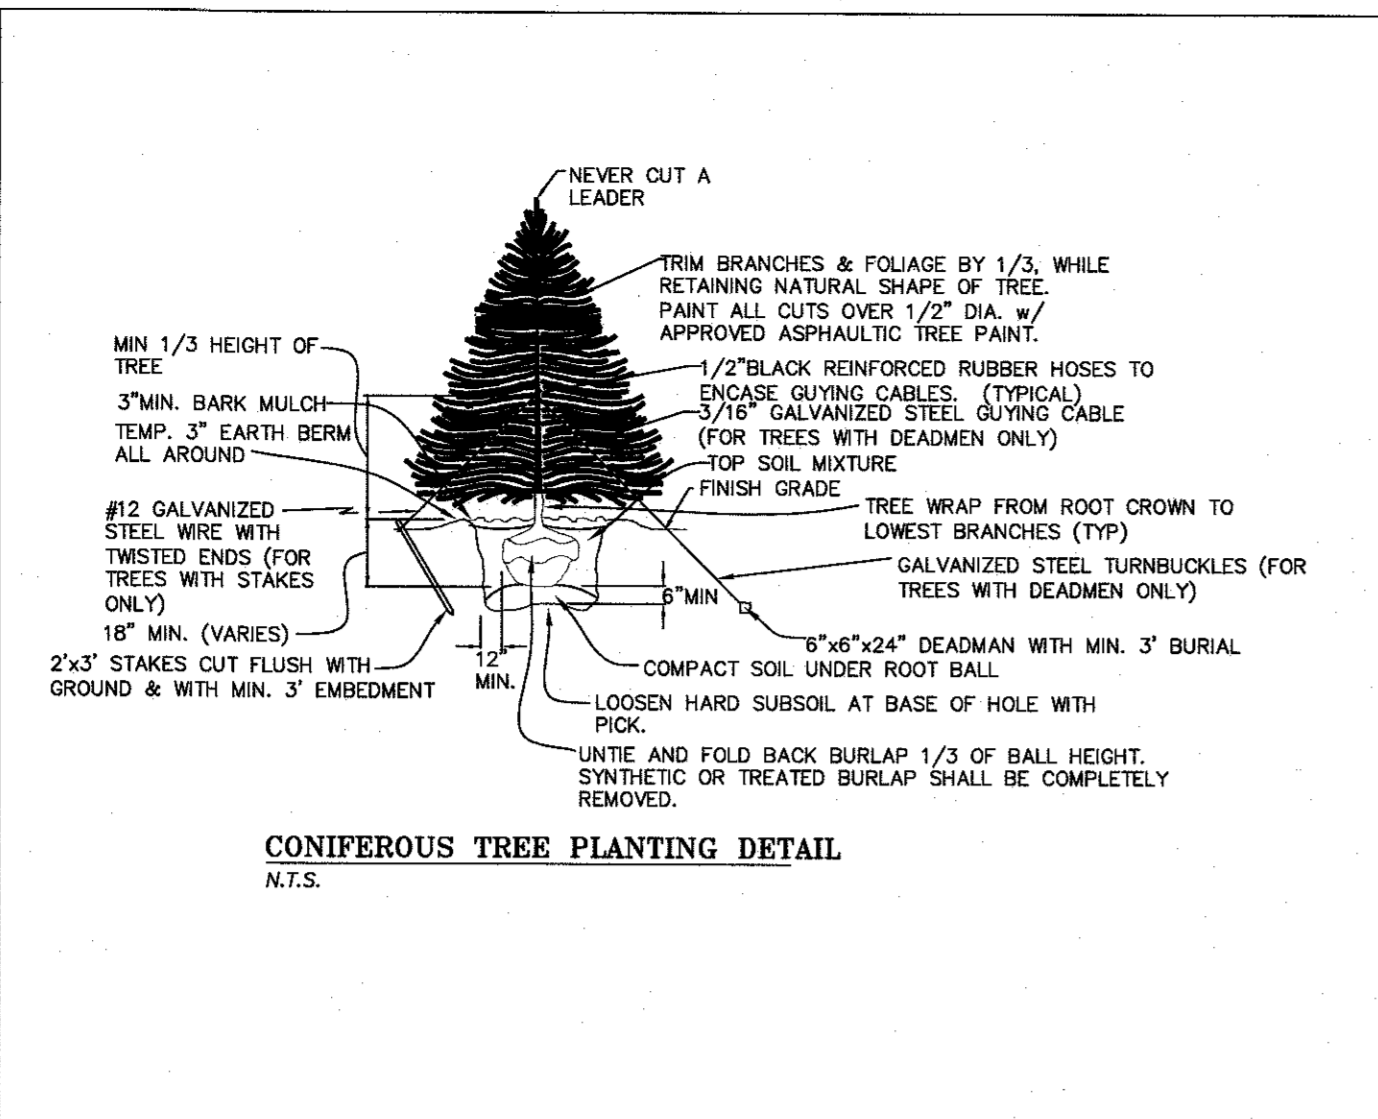 NEVER CUT A
LEADER
TRIM BRANCHES & FOLIAGE BY 1/3, WHILE
RETAINING NATURAL SHAPE OF TREE.
PAINT ALL CUTS OVER 1/2" DIA. w/
APPROVED ASPHAULTIC TREE PAINT.
MIN 1/3 HEIGHT OF
TREE
1/2"BLACK REINFORCED RUBBER HOSES TO
ENCASE GUYING CABLES. (TYPICAL)
3"MIN. BARK MULCH
3/16" GALVANIZED STEEL GUYING CABLE
(FOR TREES WITH DEADMEN ONLY)
TEMP. 3" EARTH BERM
ALL AROUND
TOP SOIL MIXTURE
FINISH GRADE
#12 GALVANIZED
STEEL WIRE WITH
TWISTED ENDS (FOR
TREES WITH STAKES
ONLY)
TREE WRAP FROM ROOT CROWN TO
LOWEST BRANCHES (TYP)
GALVANIZED STEEL TURNBUCKLES (FOR
TREES WITH DEADMEN ONLY)
6"MIN
18" MIN. (VARIES)
6"x6"x24" DEADMAN WITH MIN. 3' BURIAL
2'x3' STAKES CUT FLUSH WITH
GROUND & WITH MIN. 3' EMBEDMENT
12"
MIN.
COMPACT SOIL UNDER ROOT BALL
LOOSEN HARD SUBSOIL AT BASE OF HOLE WITH
PICK.
UNTIE AND FOLD BACK BURLAP 1/3 OF BALL HEIGHT.
SYNTHETIC OR TREATED BURLAP SHALL BE COMPLETELY
REMOVED.
CONIFEROUS TREE PLANTING DETAIL
N.T.S.